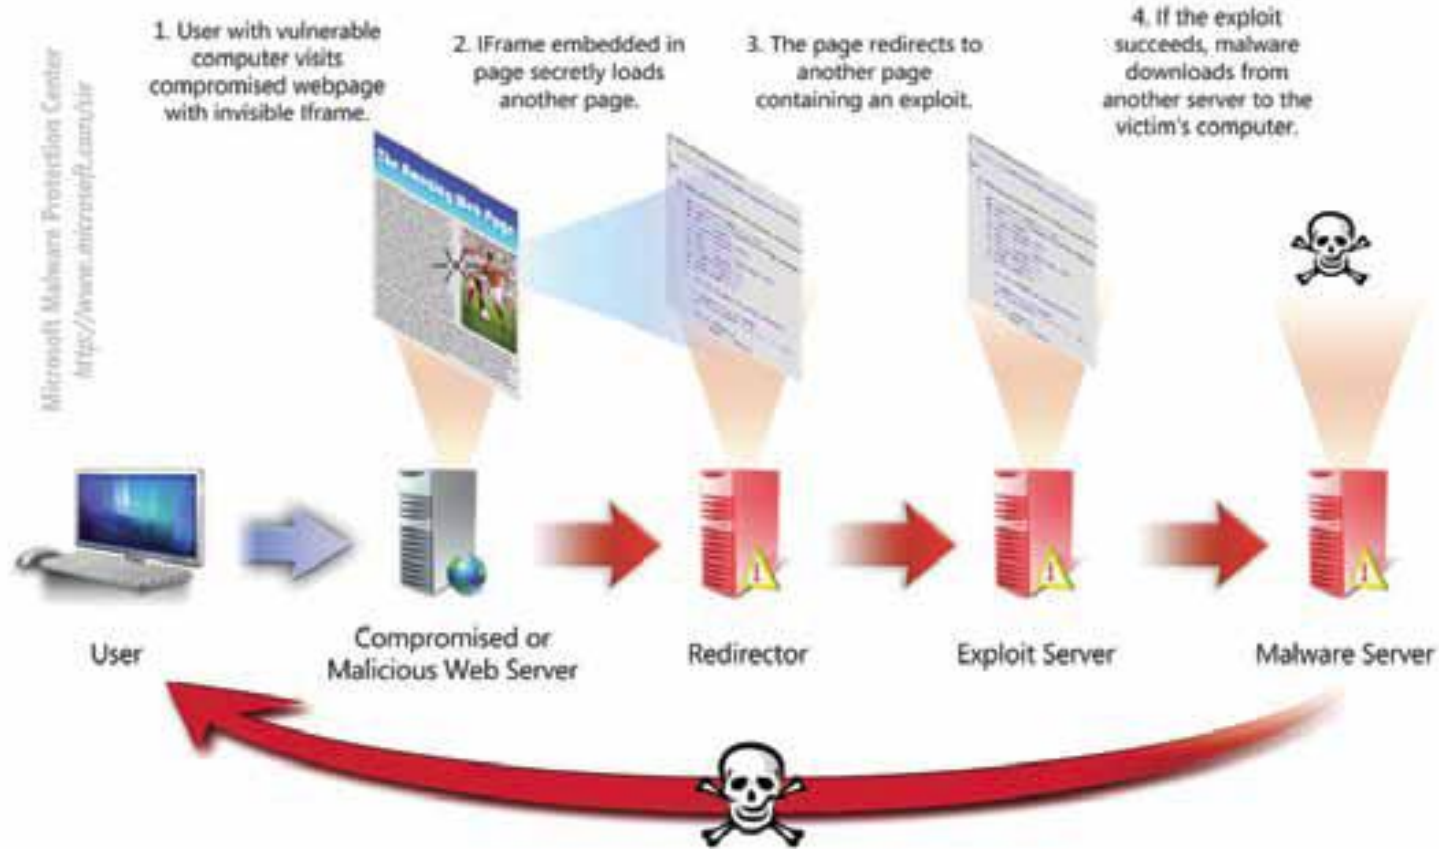 1. User with vulnerable
computer visits
compromised webpage
with invisible Iframe.
2. IFrame embedded in
page secretly loads
another page.
3. The page redirects to
another page
containing an exploit.
4. If the exploit
succeeds, malware
downloads from
another server to the
victim's computer.
Microsoft Malware Protection Center
http://www.microsoft.com/sir
The Web Page
User
Compromised or
Malicious Web Server
Redirector
Exploit Server
Malware Server